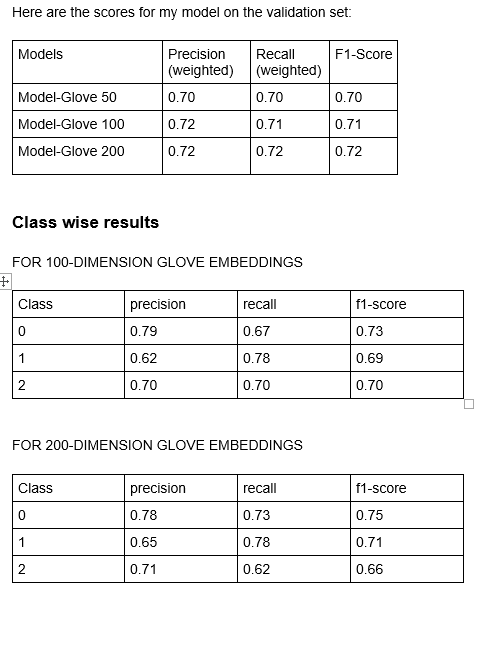 Here are the scores for my model on the validation set:
Models Precision (weighted) Recall (weighted) F1-Score
Model-Glove 50 0.70 0.70 0.70
Model-Glove 100 0.72 0.71 0.71
Model-Glove 200 0.72 0.72 0.72
Class wise results
FOR 100-DIMENSION GLOVE EMBEDDINGS
Class precision recall f1-score
0 0.79 0.67 0.73
1 0.62 0.78 0.69
2 0.70 0.70 0.70
FOR 200-DIMENSION GLOVE EMBEDDINGS
Class precision recall f1-score
0 0.78 0.73 0.75
1 0.65 0.78 0.71
2 0.71 0.62 0.66